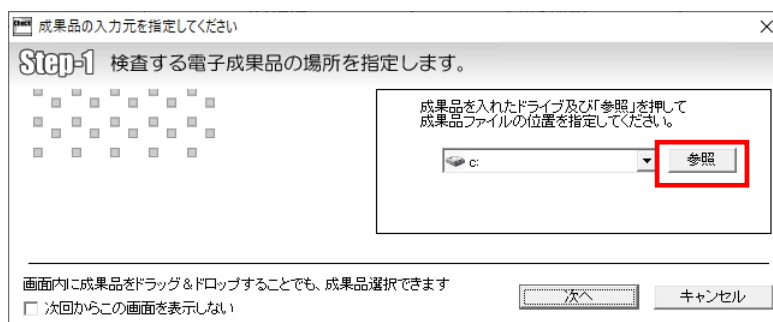 成果品の入力元を指定してください
Step-1 検査する電子成果品の場所を指定します。
成果品を入れたドライブ及び「参照」を押して
成果品ファイルの位置を指定してください。
c:
参照
画面内に成果品をドラッグ&ドロップすることでも、成果品選択できます
次回からこの画面を表示しない
次へ
キャンセル